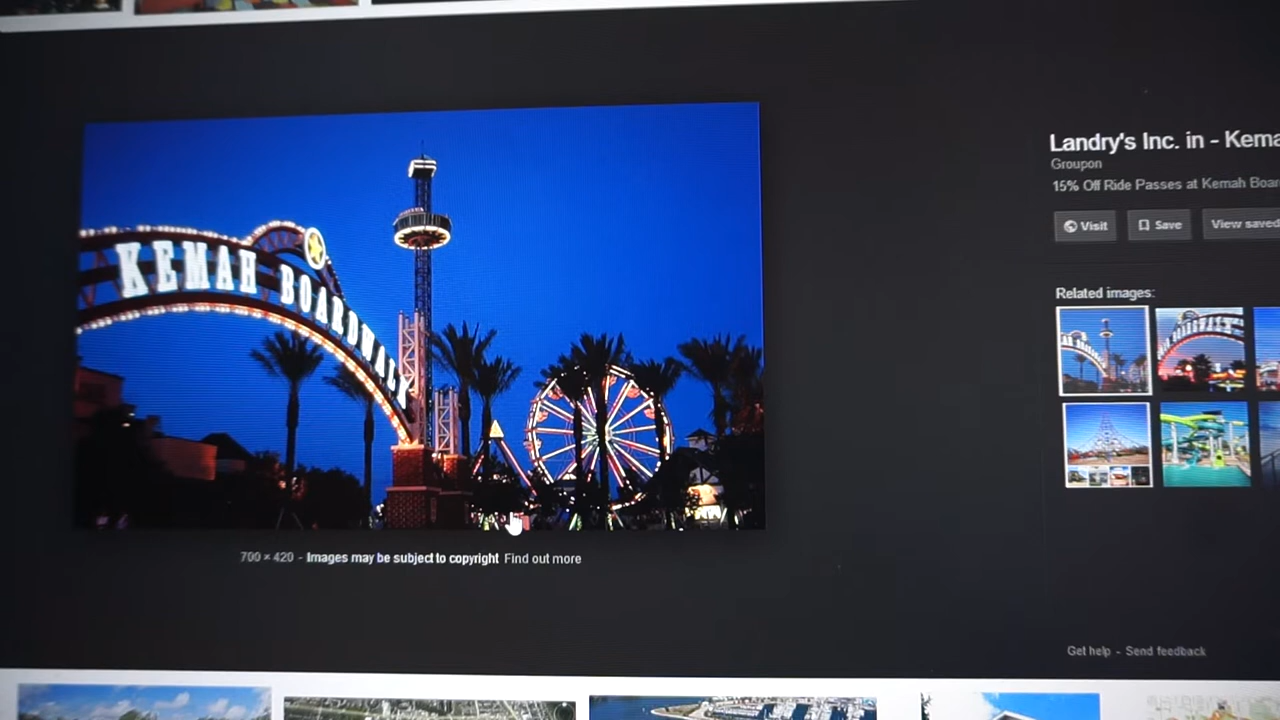 KEMAH BOARDWALK
700 × 420 - Images may be subject to copyright Find out more
Landry's Inc. in - Kema
Groupon
15% Off Ride Passes at Kemah Boar
Visit
Save
View saved
Related images:
Get help - Send feedback